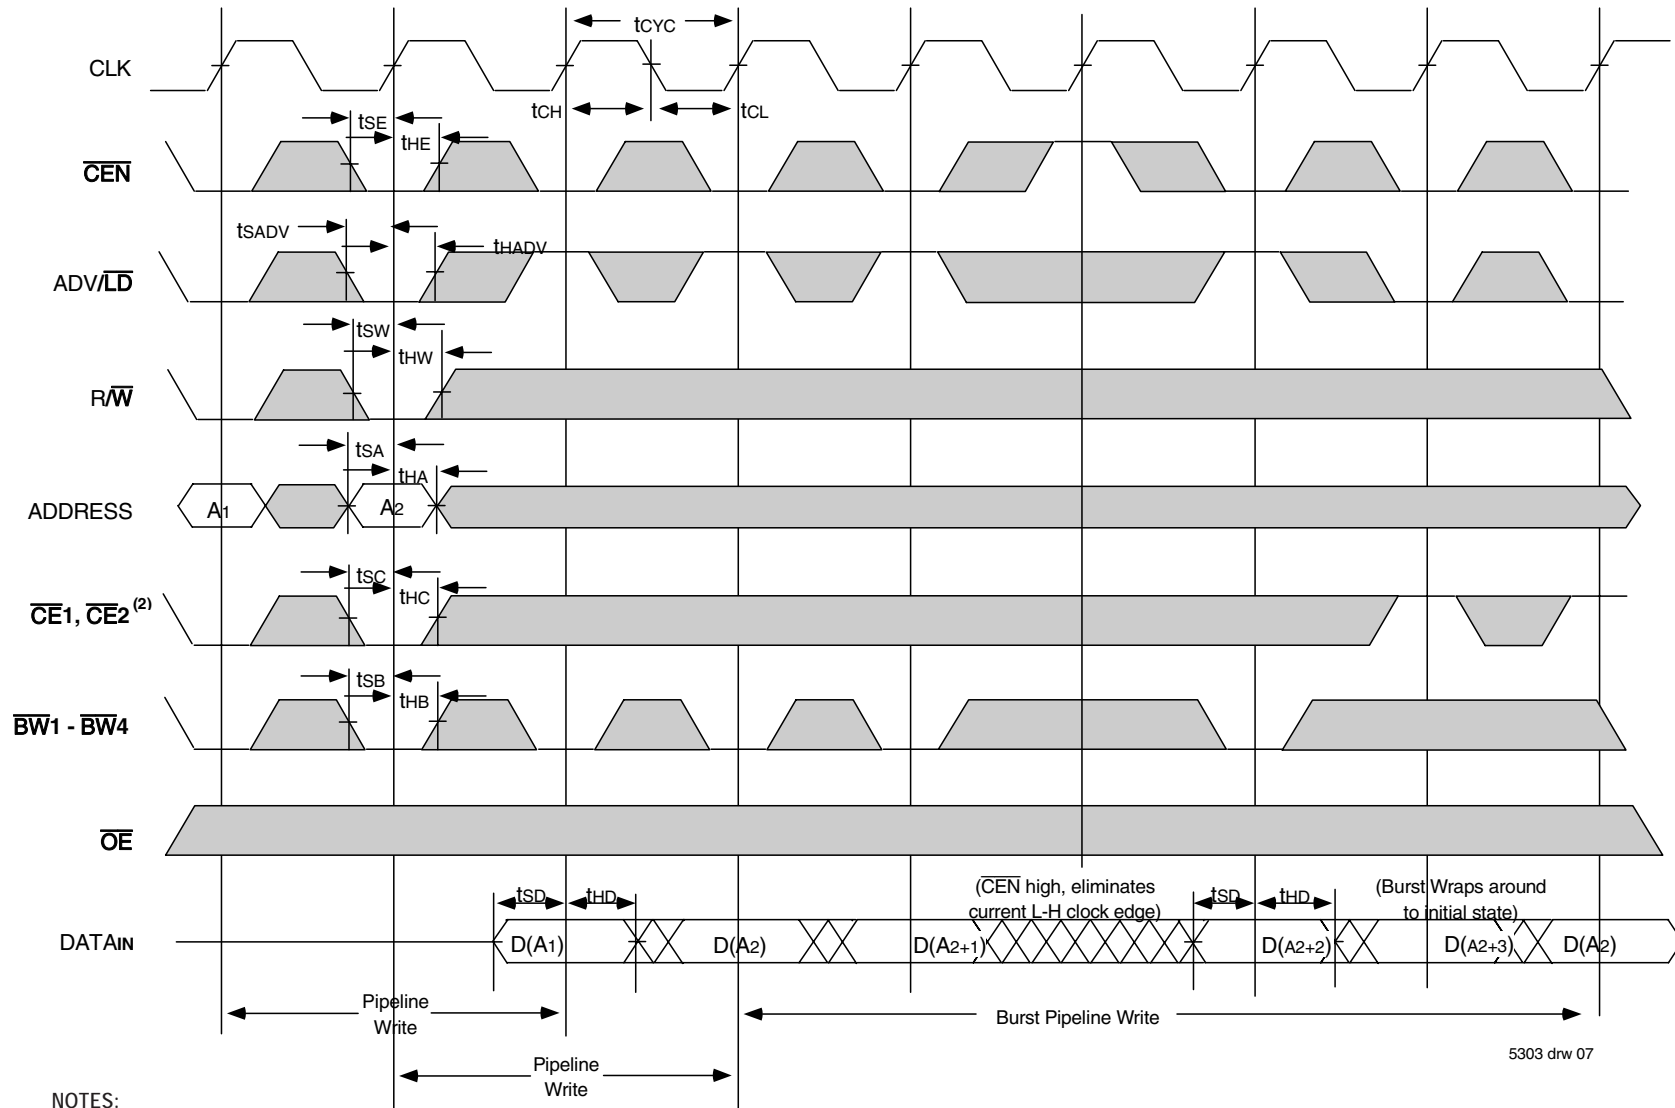 tCYC
CLK
tCH
tCL
tSE
tHE
CEN
tSADV
tHADV
ADV/LD
tSW
tHW
R/W
tSA
tHA
ADDRESS
A1
A2
tSC
tHC
CE1, CE2 (2)
tSB
tHB
BW1 - BW4
OE
tSD
tHD
(CEN high, eliminates
current L-H clock edge)
tSD
tHD
(Burst Wraps around
to initial state)
DATAIN
D(A1)
D(A2)
D(A2+1)
D(A2+2)
D(A2+3)
D(A2)
Pipeline
Write
Burst Pipeline Write
Pipeline
Write
5303 drw 07
NOTES: